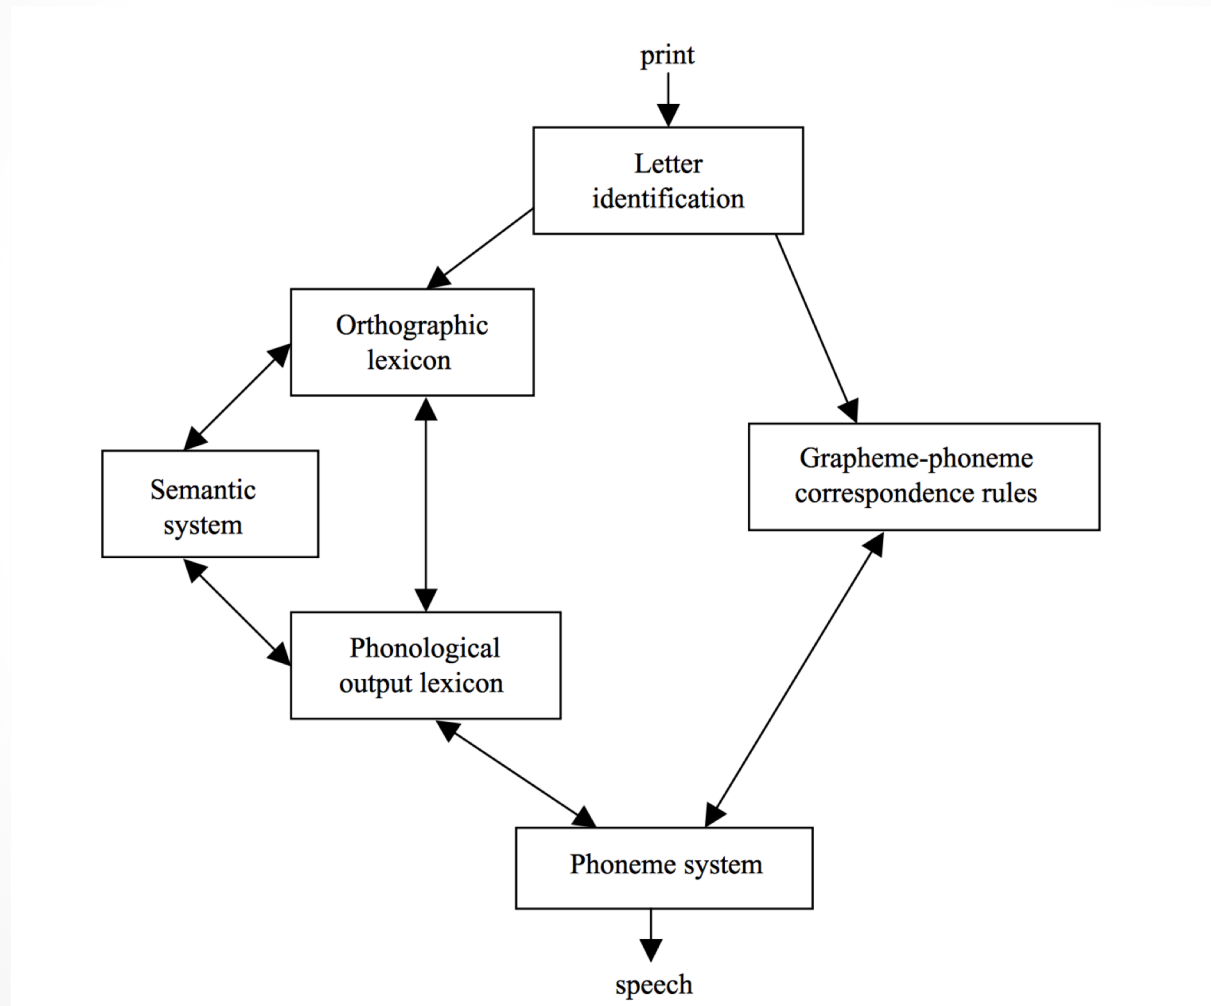 print
Letter
identification
Orthographic
lexicon
Grapheme-phoneme
correspondence rules
Semantic
system
Phonological
output lexicon
Phoneme system
speech